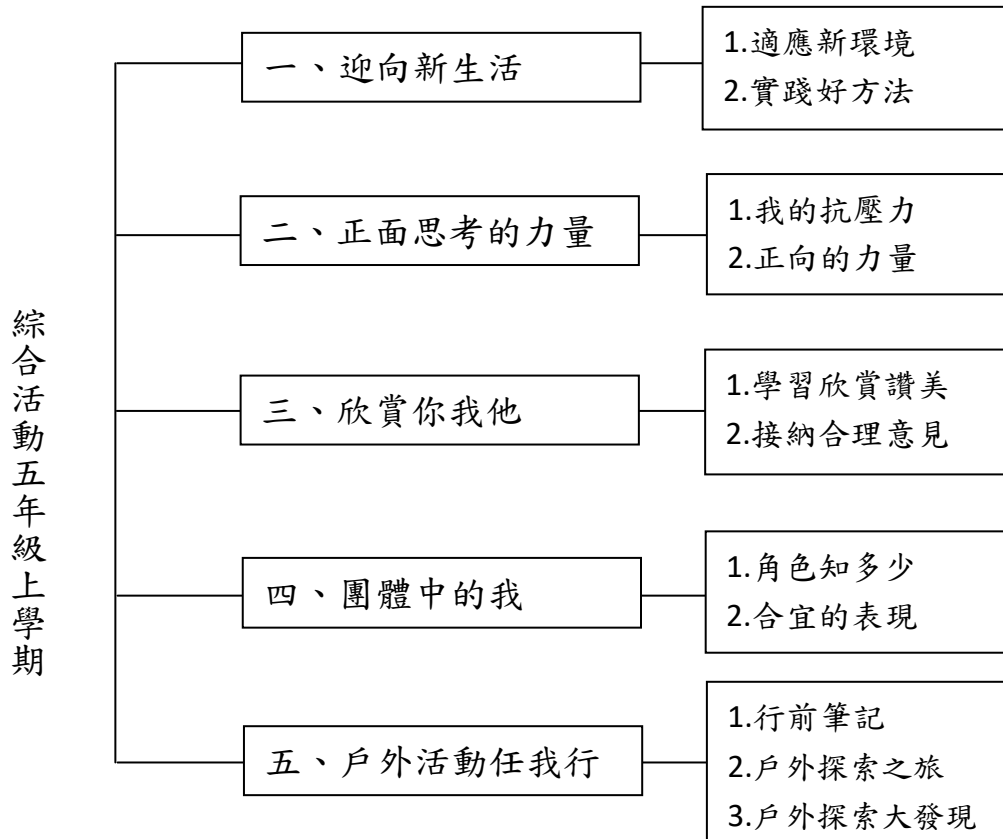 綜合活動五年級上學期
一、迎向新生活
1.適應新環境
2.實踐好方法
二、正面思考的力量
1.我的抗壓力
2.正向的力量
三、欣賞你我他
1.學習欣賞讚美
2.接納合理意見
四、團體中的我
1.角色知多少
2.合宜的表現
五、戶外活動任我行
1.行前筆記
2.戶外探索之旅
3.戶外探索大發現